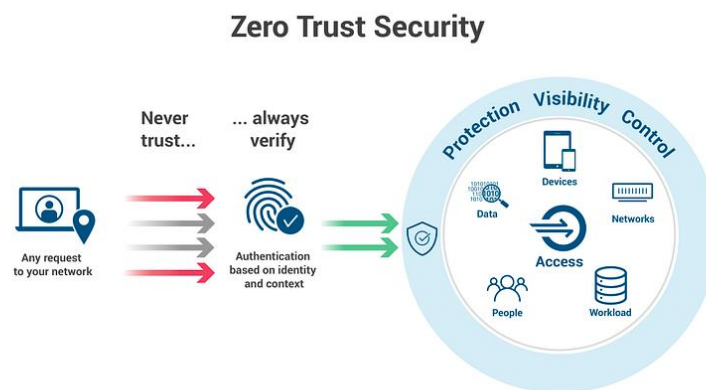 Zero Trust Security
Never
trust...
... always
verify
Any request
to your network
Authentication
based on identity
and context
Protection Visibility Control
Devices
10101010
Data
Networks
Access
People
Workload